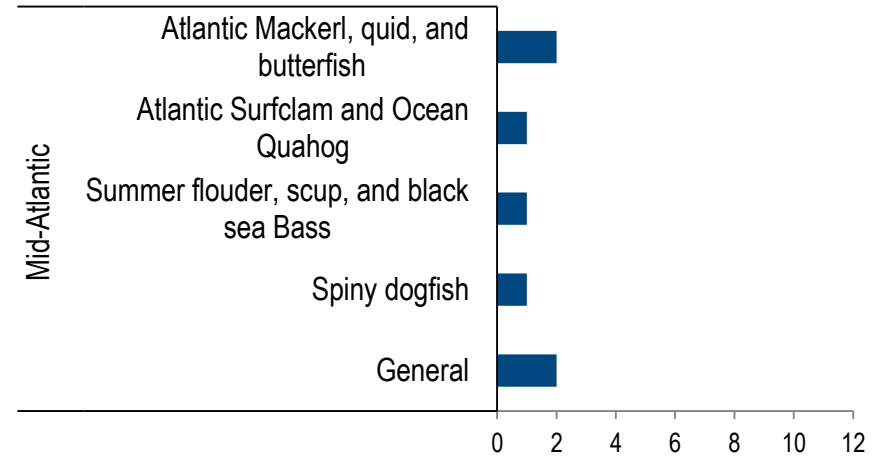 Atlantic Mackerl, quid, and
butterfish
Atlantic Surfclam and Ocean
Quahog
Summer flouder, scup, and black
sea Bass
Spiny dogfish
General
Mid-Atlantic
0 2 4 6 8 10 12